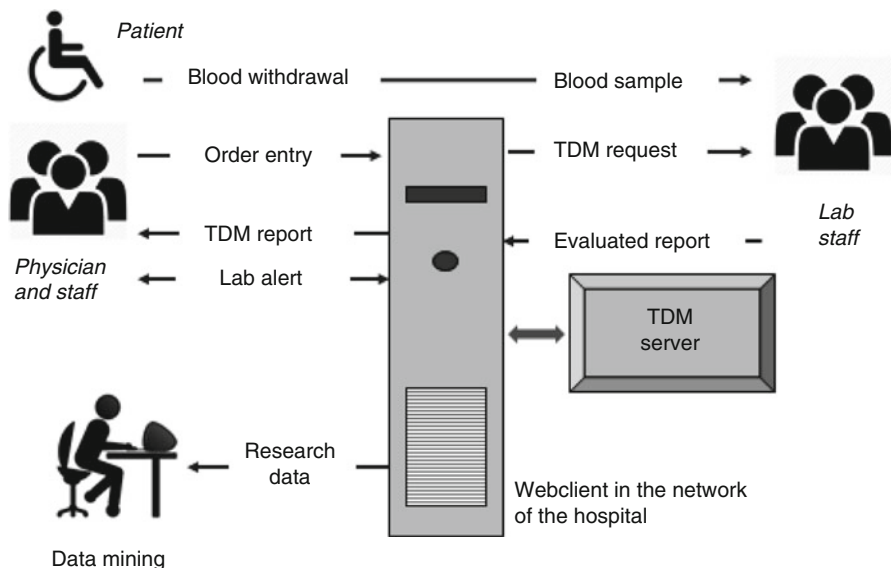 Patient
Blood withdrawal
Blood sample
Order entry
TDM request
TDM report
Evaluated report
Lab
staff
Physician
and staff
Lab alert
TDM
server
Research
data
Webclient in the network
of the hospital
Data mining